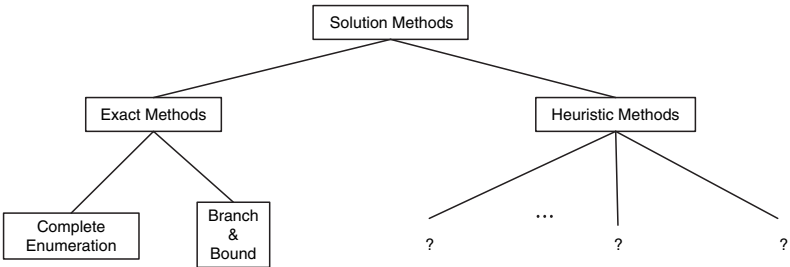 Solution Methods
Exact Methods
Heuristic Methods
Complete
Enumeration
Branch
&
Bound
...
?
?
?